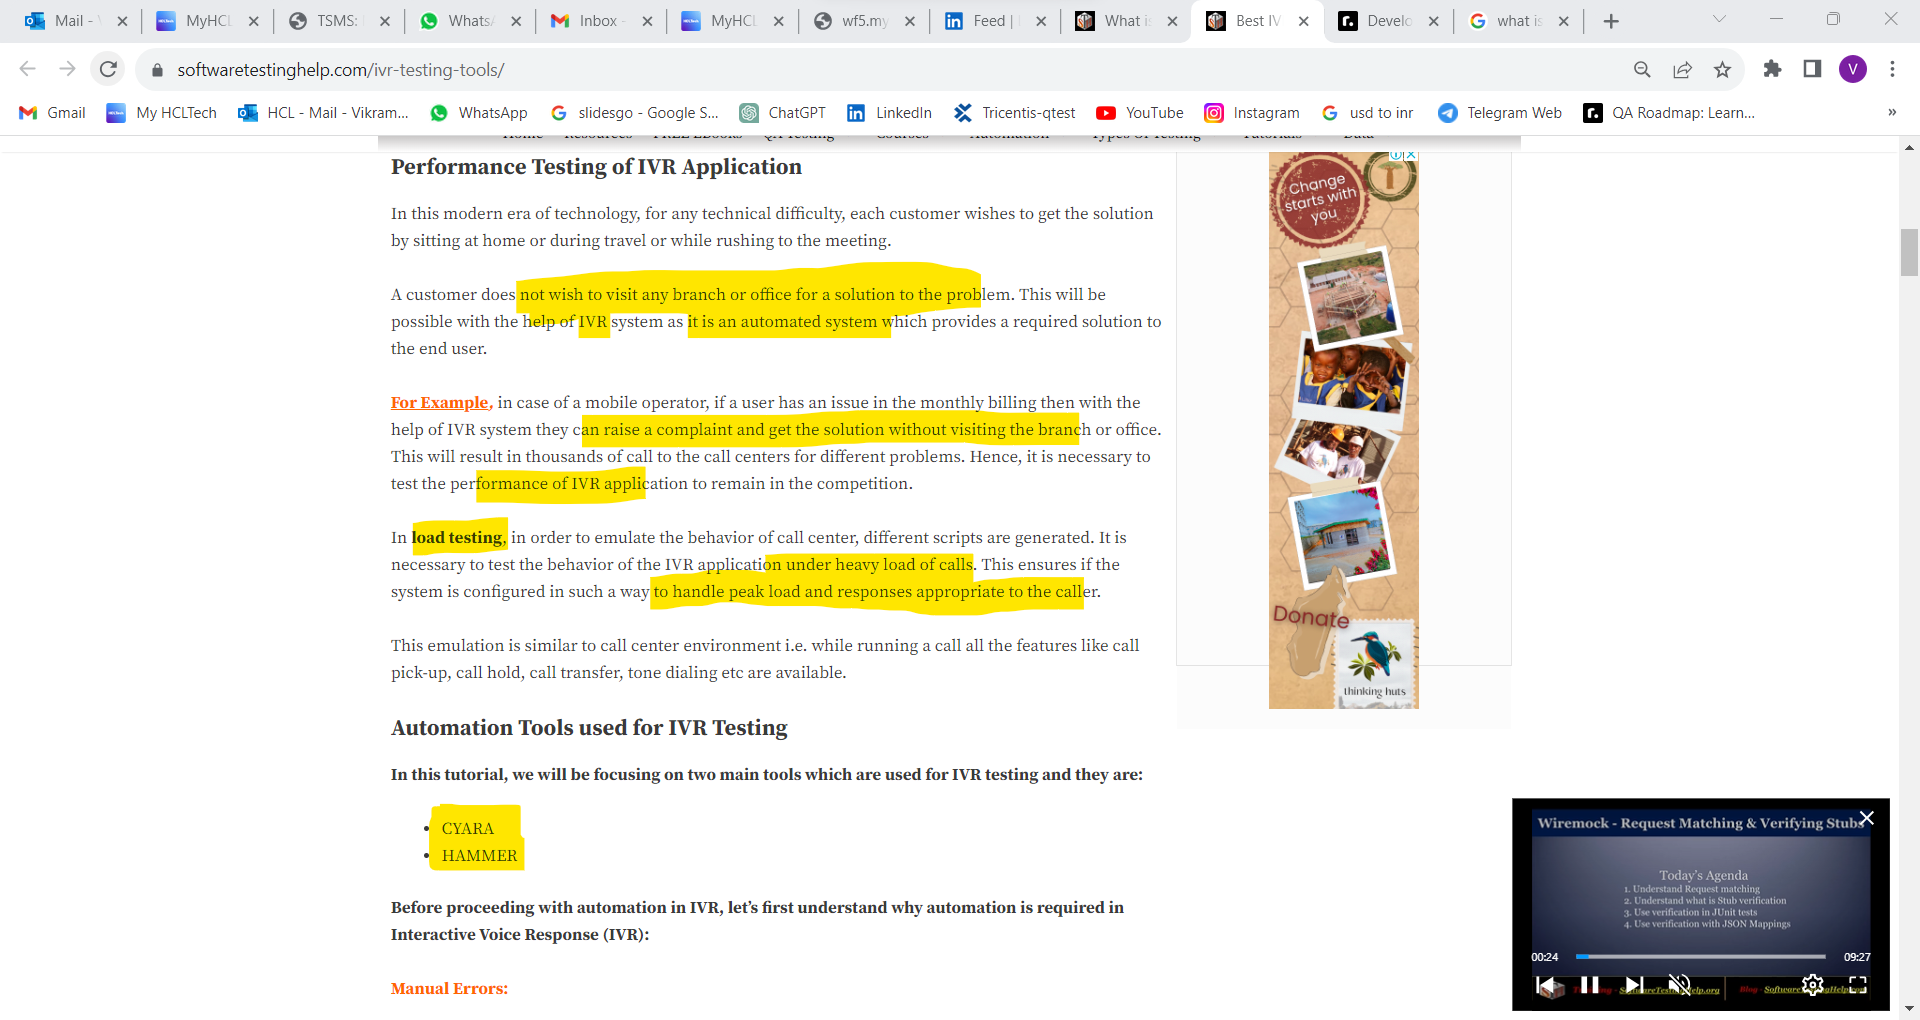 Mail -
MyHCL
TSMS:
WhatsA
Inbox -
MyHCL
wf5.my
Feed |
What is
Best IV
Develo
what is
softwaretestinghelp.com/ivr-testing-tools/
V
Gmail
My HCLTech
HCL - Mail - Vikram...
WhatsApp
slidesgo - Google S...
ChatGPT
LinkedIn
Tricentis-qtest
YouTube
Instagram
usd to inr
Telegram Web
QA Roadmap: Learn...
»
Home Resources FREE EBooks QA Testing Courses Automation Types Of Testing Tutorials Data
Performance Testing of IVR Application
In this modern era of technology, for any technical difficulty, each customer wishes to get the solution
by sitting at home or during travel or while rushing to the meeting.
A customer does not wish to visit any branch or office for a solution to the problem. This will be
possible with the help of IVR system as it is an automated system which provides a required solution to
the end user.
For Example, in case of a mobile operator, if a user has an issue in the monthly billing then with the
help of IVR system they can raise a complaint and get the solution without visiting the branch or office.
This will result in thousands of call to the call centers for different problems. Hence, it is necessary to
test the performance of IVR application to remain in the competition.
In load testing, in order to emulate the behavior of call center, different scripts are generated. It is
necessary to test the behavior of the IVR application under heavy load of calls. This ensures if the
system is configured in such a way to handle peak load and responses appropriate to the caller.
This emulation is similar to call center environment i.e. while running a call all the features like call
pick-up, call hold, call transfer, tone dialing etc are available.
Automation Tools used for IVR Testing
In this tutorial, we will be focusing on two main tools which are used for IVR testing and they are:
• CYARA
• HAMMER
Before proceeding with automation in IVR, let's first understand why automation is required in
Interactive Voice Response (IVR):
Manual Errors:
Change
starts with
you
Donate
thinking huts
Wiremock - Request Matching & Verifying Stubs
Today's Agenda
1. Understand Request matching
2. Understand what is Stub verification
3. Use verification in JUnit tests
4. Use verification with JSON Mappings
00:24
09:27